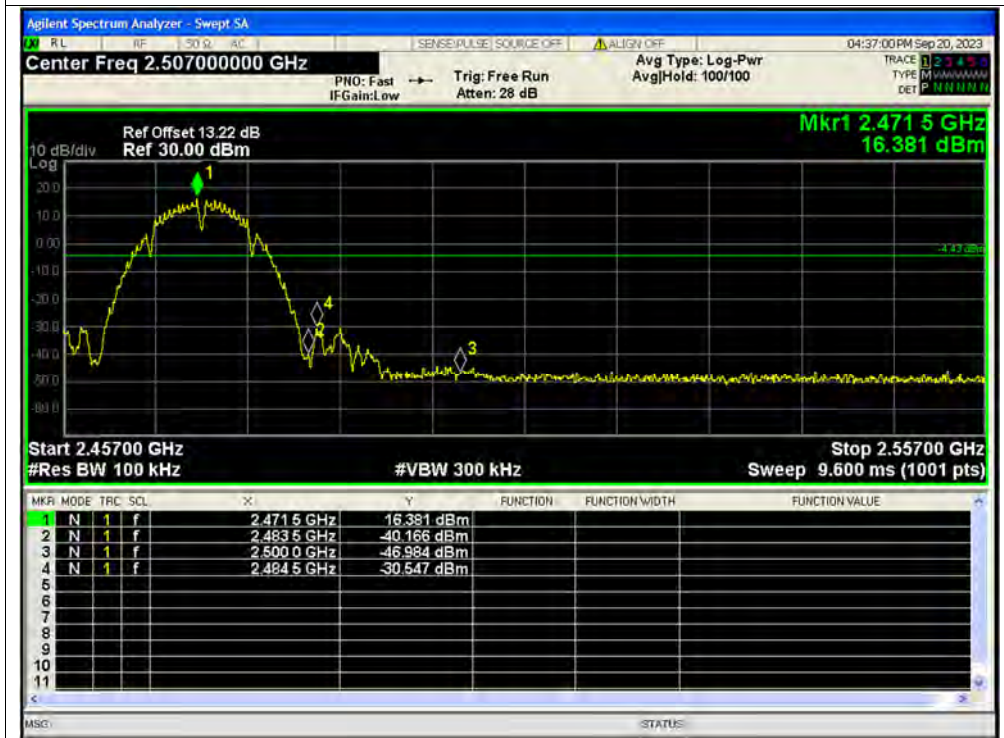 Agilent Spectrum Analyzer - Swept SA
RL RF 50 Ω AC SENSE:PULSE SOURCE OFF ALIGN OFF 04:37:00 PM Sep 20, 2023
Center Freq 2.507000000 GHz
PNO: Fast
IFGain:Low
Trig: Free Run
Atten: 28 dB
Avg Type: Log-Pwr
Avg|Hold: 100/100
TRACE 1 2 3 4 5 6
TYPE M WWWWW
DET P N N N N N
Mkr1 2.471 5 GHz
16.381 dBm
Ref Offset 13.22 dB
10 dB/div Ref 30.00 dBm
Log
20.0
10.0
0.00
-10.0
-20.0
-30.0
-40.0
-50.0
-60.0
1
2
3
4
-4.43 dBm
Start 2.45700 GHz Stop 2.55700 GHz
#Res BW 100 kHz #VBW 300 kHz Sweep 9.600 ms (1001 pts)
MKR MODE TRC SCL X Y FUNCTION FUNCTION WIDTH FUNCTION VALUE
1 N 1 f 2.471 5 GHz 16.381 dBm
2 N 1 f 2.483 5 GHz -40.166 dBm
3 N 1 f 2.500 0 GHz -46.984 dBm
4 N 1 f 2.484 5 GHz -30.547 dBm
5
6
7
8
9
10
11
MSG STATUS